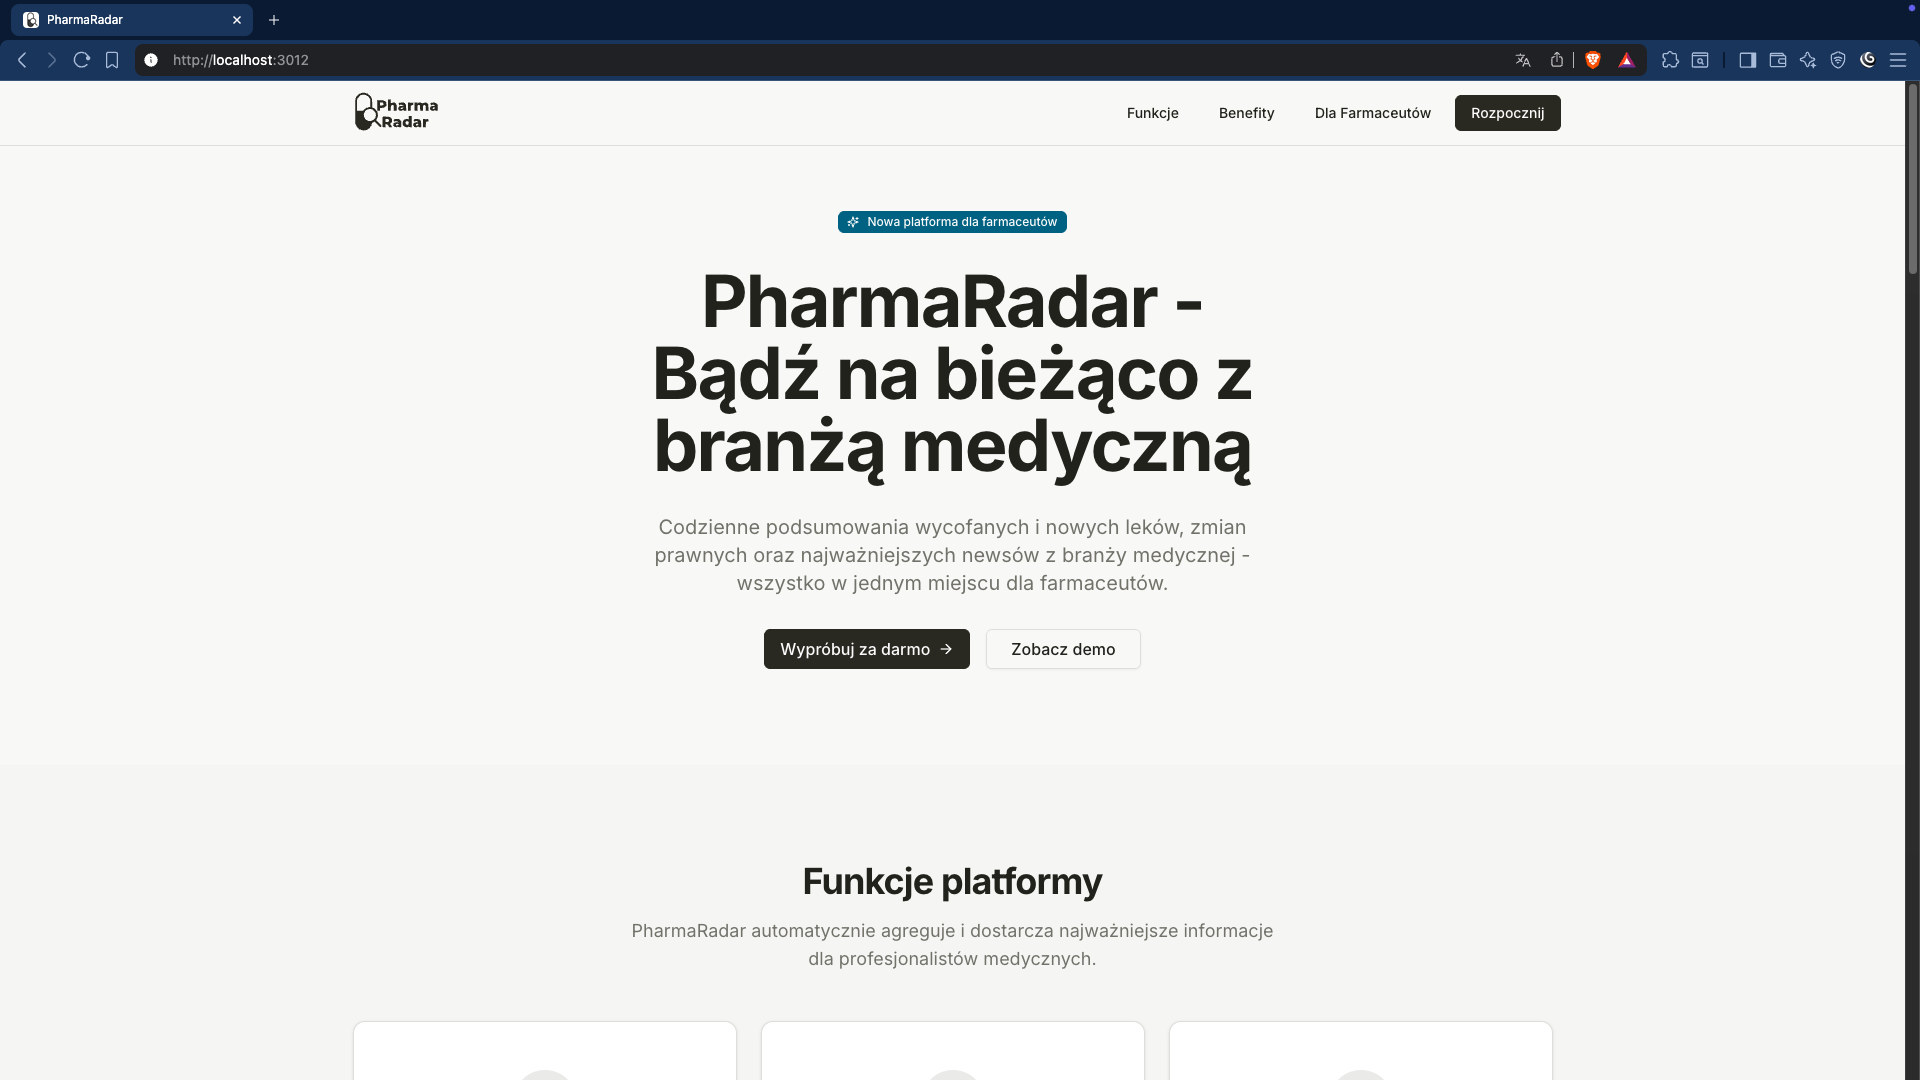 PharmaRadar
http://localhost:3012
Pharma
Radar
Funkcje
Benefity
Dla Farmaceutów
Rozpocznij
Nowa platforma dla farmaceutów
PharmaRadar -
Bądź na bieżąco z
branżą medyczną
Codzienne podsumowania wycofanych i nowych leków, zmian
prawnych oraz najważniejszych newsów z branży medycznej -
wszystko w jednym miejscu dla farmaceutów.
Wypróbuj za darmo →
Zobacz demo
Funkcje platformy
PharmaRadar automatycznie agreguje i dostarcza najważniejsze informacje
dla profesjonalistów medycznych.